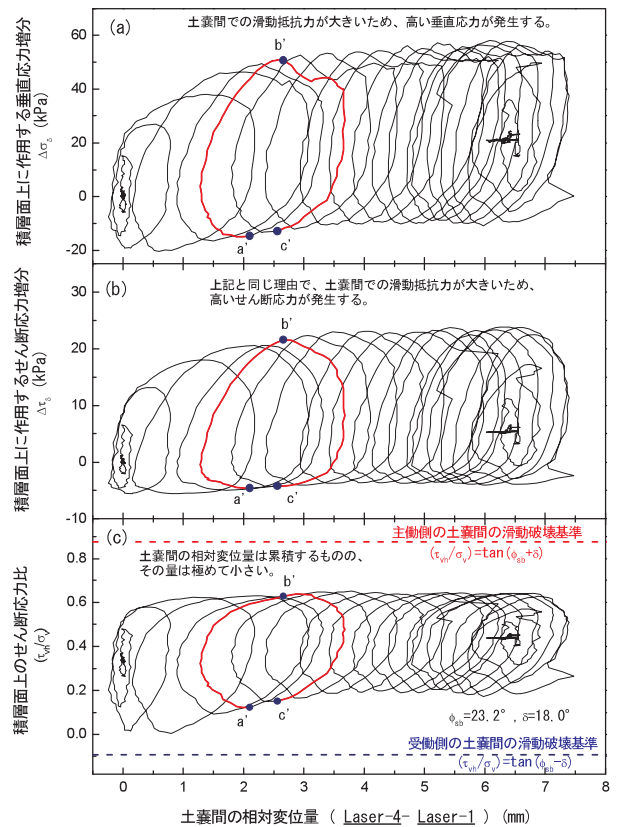 (a)
土嚢間での滑動抵抗力が大きいため、高い垂直応力が発生する。
積層面上に作用する垂直応力増分
Δσδ (kPa)
60
40
20
0
-20
b'
a'
c'
(b)
上記と同じ理由で、土嚢間での滑動抵抗力が大きいため、
高いせん断応力が発生する。
積層面上に作用するせん断応力増分
Δτδ (kPa)
20
10
0
-10
b'
a'
c'
(c)
主働側の土嚢間の滑動破壊基準
(τvh/σv)=tan(φsb+δ)
土嚢間の相対変位量は累積するものの、
その量は極めて小さい。
積層面上のせん断応力比
(τvh/σv)
0.8
0.6
0.4
0.2
0.0
b'
a'
c'
φsb=23.2° , δ=18.0°
受働側の土嚢間の滑動破壊基準
(τvh/σv)=tan(φsb-δ)
0 1 2 3 4 5 6 7 8
土嚢間の相対変位量 ( Laser-4- Laser-1 ) (mm)